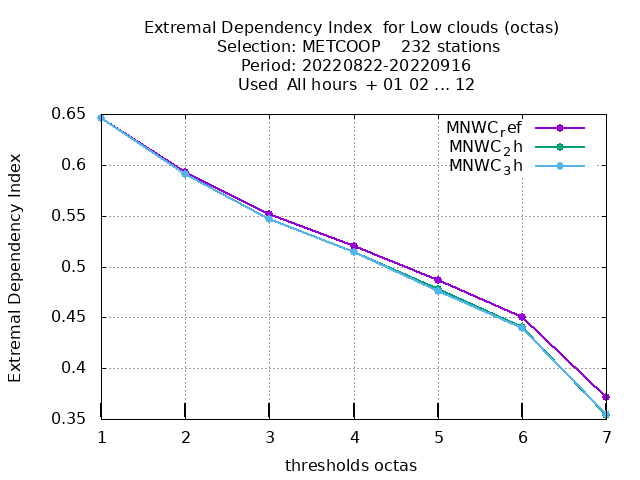 Extremal Dependency Index  for Low clouds (octas)
Selection: METCOOP    232 stations
Period: 20220822-20220916
Used  All hours  + 01 02 ... 12
Extremal Dependency Index
0.65
0.6
0.55
0.5
0.45
0.4
0.35
MNWC_ref
MNWC_2h
MNWC_3h
1 2 3 4 5 6 7
thresholds octas